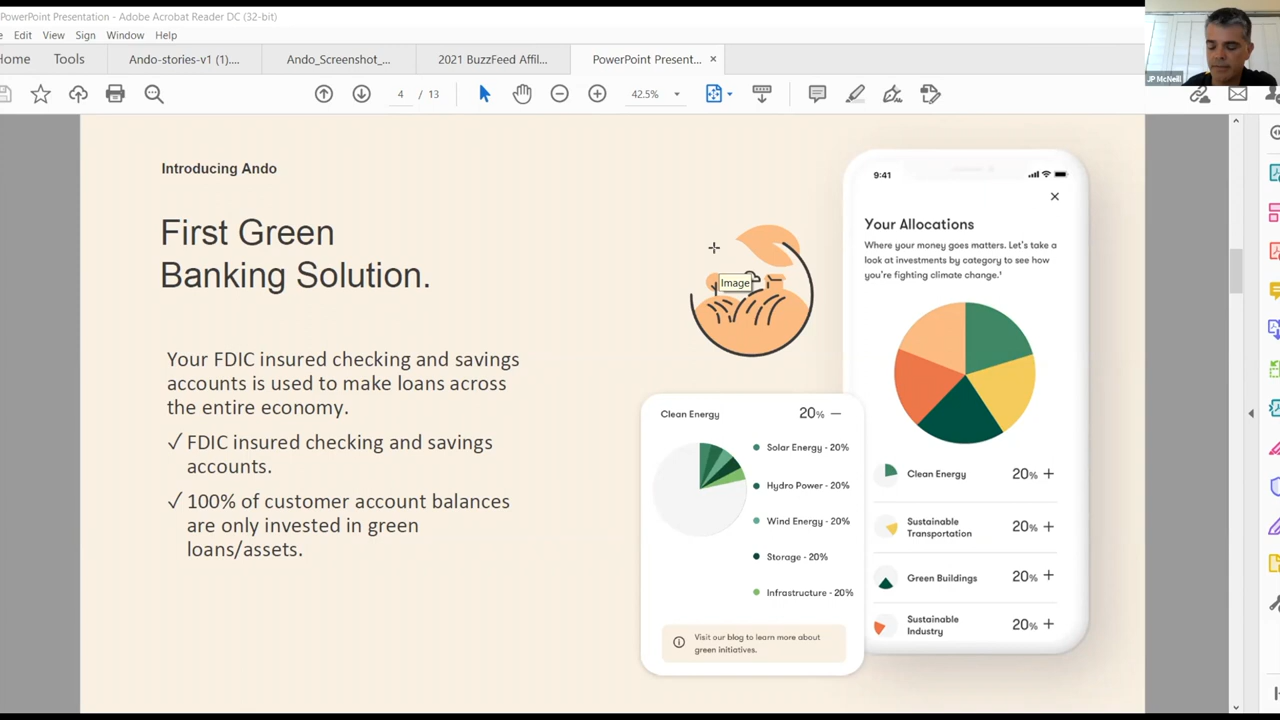 PowerPoint Presentation - Adobe Acrobat Reader DC (32-bit)
Edit View Sign Window Help
Home Tools Ando-stories-v1 (1).... Ando_Screenshot_... 2021 BuzzFeed Affil... PowerPoint Present... ×
4 / 13 42.5%
JP McNeill
Introducing Ando
First Green
Banking Solution.
Your FDIC insured checking and savings
accounts is used to make loans across
the entire economy.
✓ FDIC insured checking and savings
accounts.
✓ 100% of customer account balances
are only invested in green
loans/assets.
Image
Clean Energy 20% −
Solar Energy - 20%
Hydro Power - 20%
Wind Energy - 20%
Storage - 20%
Infrastructure - 20%
Visit our blog to learn more about
green initiatives.
9:41
Your Allocations
Where your money goes matters. Let's take a
look at investments by category to see how
you're fighting climate change.¹
Clean Energy 20% +
Sustainable
Transportation 20% +
Green Buildings 20% +
Sustainable
Industry 20% +